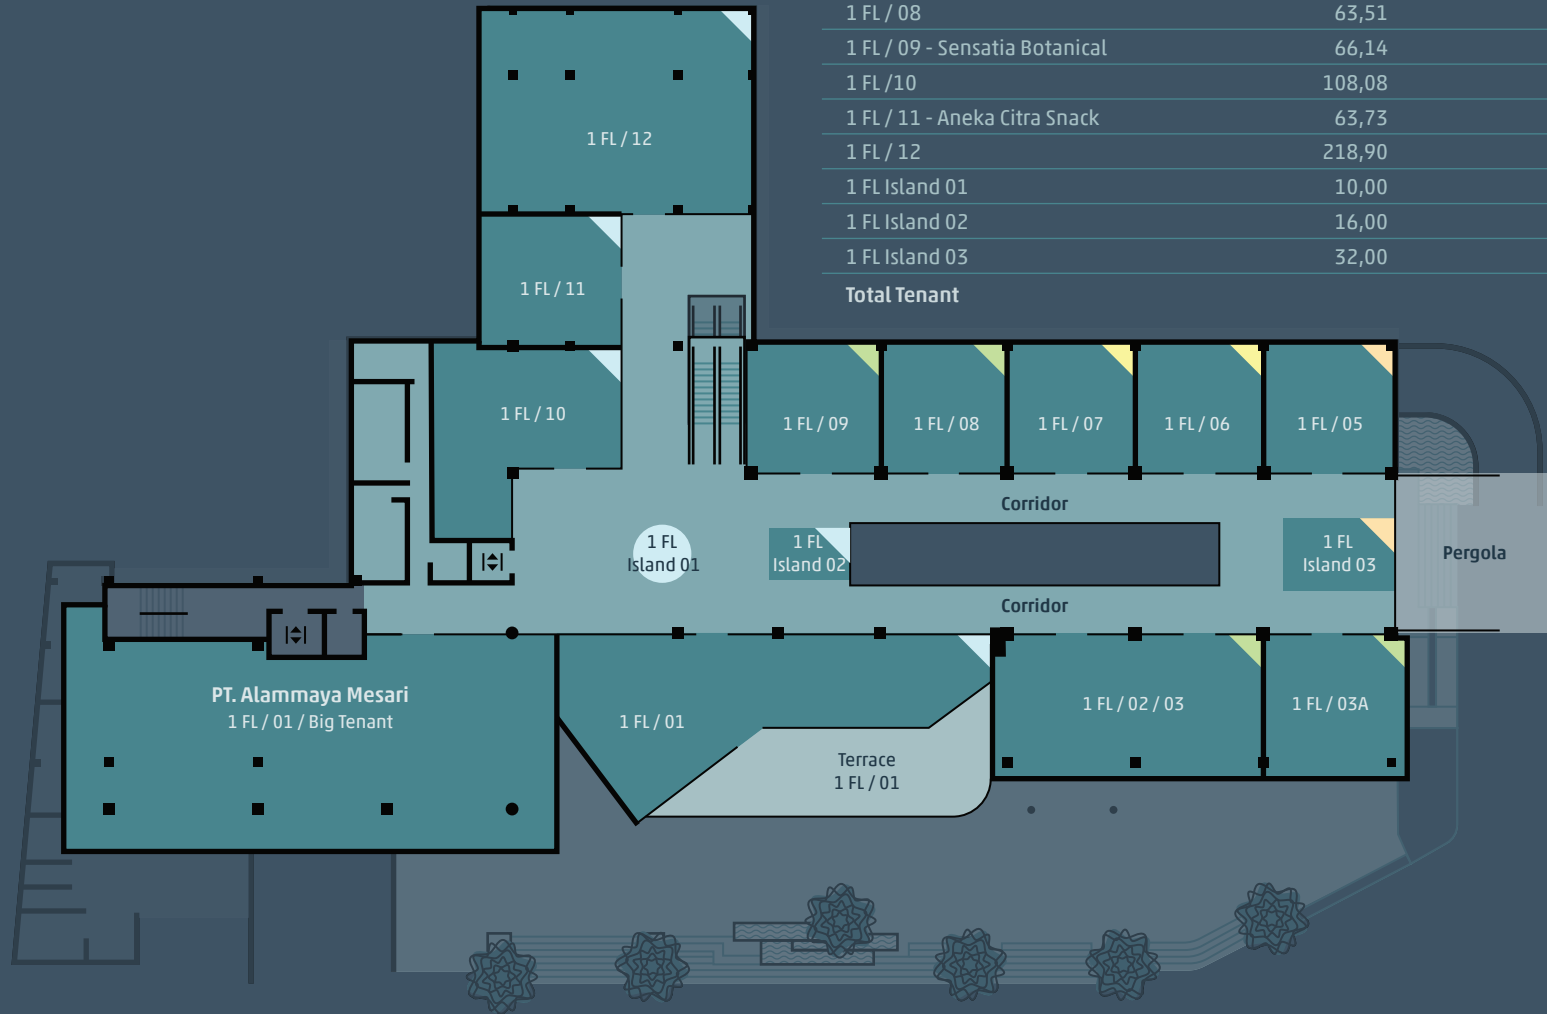 1 FL / 08 63,51
1 FL / 09 - Sensatia Botanical 66,14
1 FL /10 108,08
1 FL / 11 - Aneka Citra Snack 63,73
1 FL / 12 218,90
1 FL Island 01 10,00
1 FL Island 02 16,00
1 FL Island 03 32,00
Total Tenant
1 FL / 12
1 FL / 11
1 FL / 10
1 FL / 09
1 FL / 08
1 FL / 07
1 FL / 06
1 FL / 05
Corridor
1 FL
Island 01
1 FL
Island 02
1 FL
Island 03
Pergola
Corridor
PT. Alammaya Mesari
1 FL / 01 / Big Tenant
1 FL / 01
Terrace
1 FL / 01
1 FL / 02 / 03
1 FL / 03A